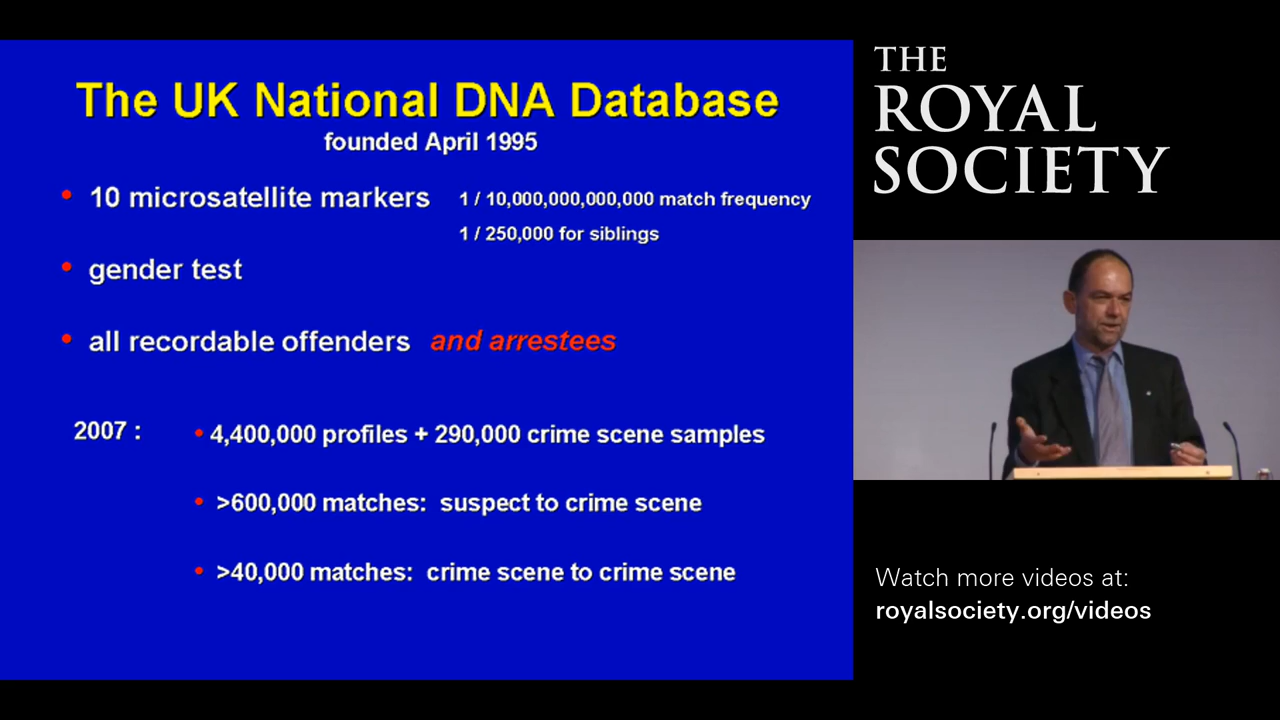 The UK National DNA Database
founded April 1995
• 10 microsatellite markers 1 / 10,000,000,000,000 match frequency
1 / 250,000 for siblings
• gender test
• all recordable offenders and arrestees
2007 : • 4,400,000 profiles + 290,000 crime scene samples
• >600,000 matches: suspect to crime scene
• >40,000 matches: crime scene to crime scene
THE
ROYAL
SOCIETY
Watch more videos at:
royalsociety.org/videos